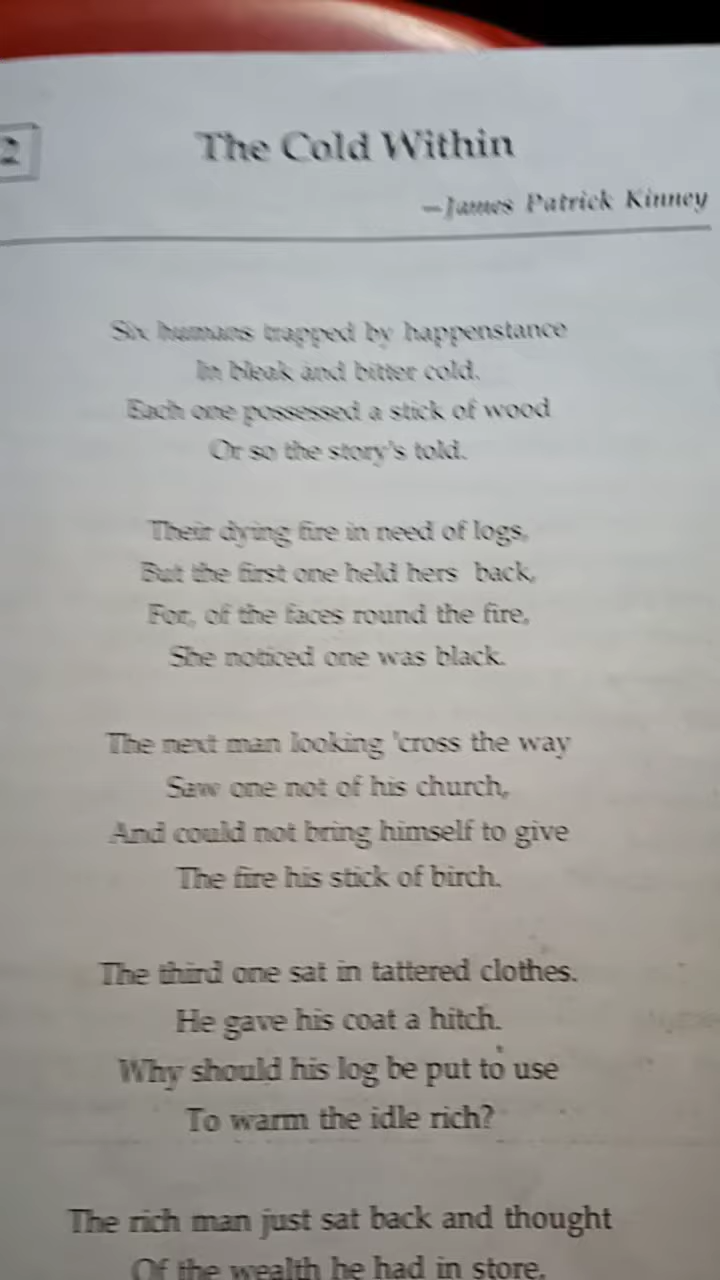 2
The Cold Within
—James Patrick Kinney
Six humans trapped by happenstance
In bleak and bitter cold.
Each one possessed a stick of wood
Or so the story's told.
Their dying fire in need of logs,
But the first one held hers back,
For, of the faces round the fire,
She noticed one was black.
The next man looking 'cross the way
Saw one not of his church,
And could not bring himself to give
The fire his stick of birch.
The third one sat in tattered clothes.
He gave his coat a hitch.
Why should his log be put to use
To warm the idle rich?
The rich man just sat back and thought
Of the wealth he had in store,